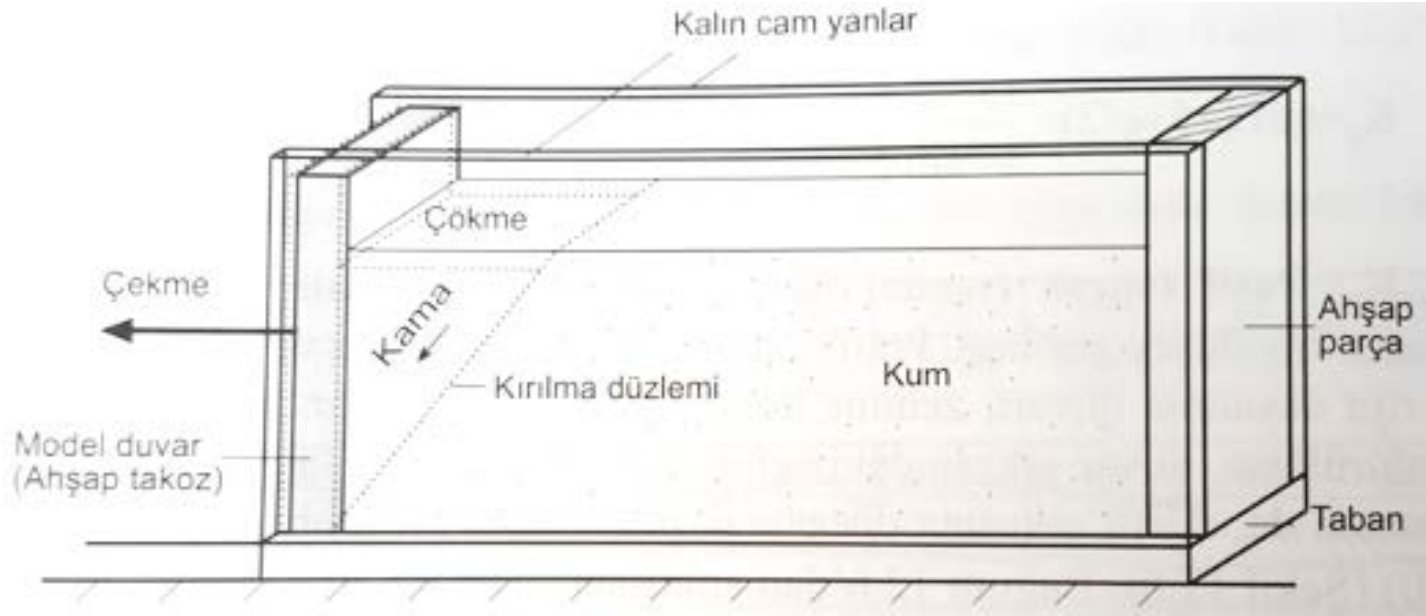 Kalın cam yanlar
Çökme
Çekme
Kama
Kırılma düzlemi
Kum
Ahşap
parça
Model duvar
(Ahşap takoz)
Taban